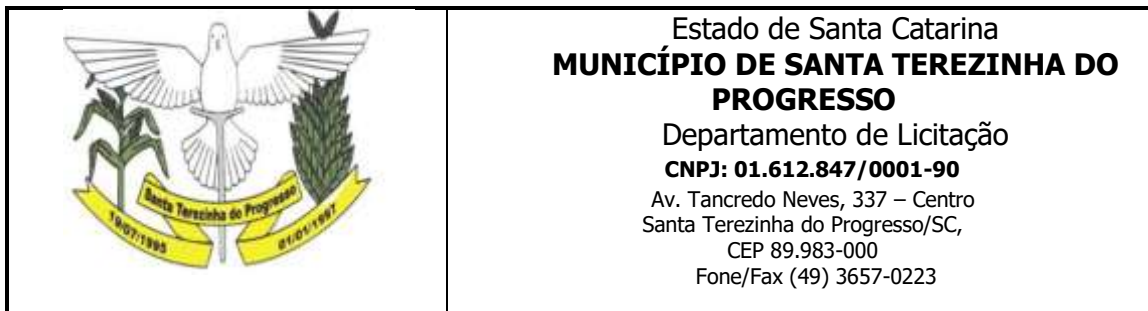 Santa Terezinha do Progresso
19/07/1995
01/01/1997
Estado de Santa Catarina
MUNICÍPIO DE SANTA TEREZINHA DO
PROGRESSO
Departamento de Licitação
CNPJ: 01.612.847/0001-90
Av. Tancredo Neves, 337 – Centro
Santa Terezinha do Progresso/SC,
CEP 89.983-000
Fone/Fax (49) 3657-0223